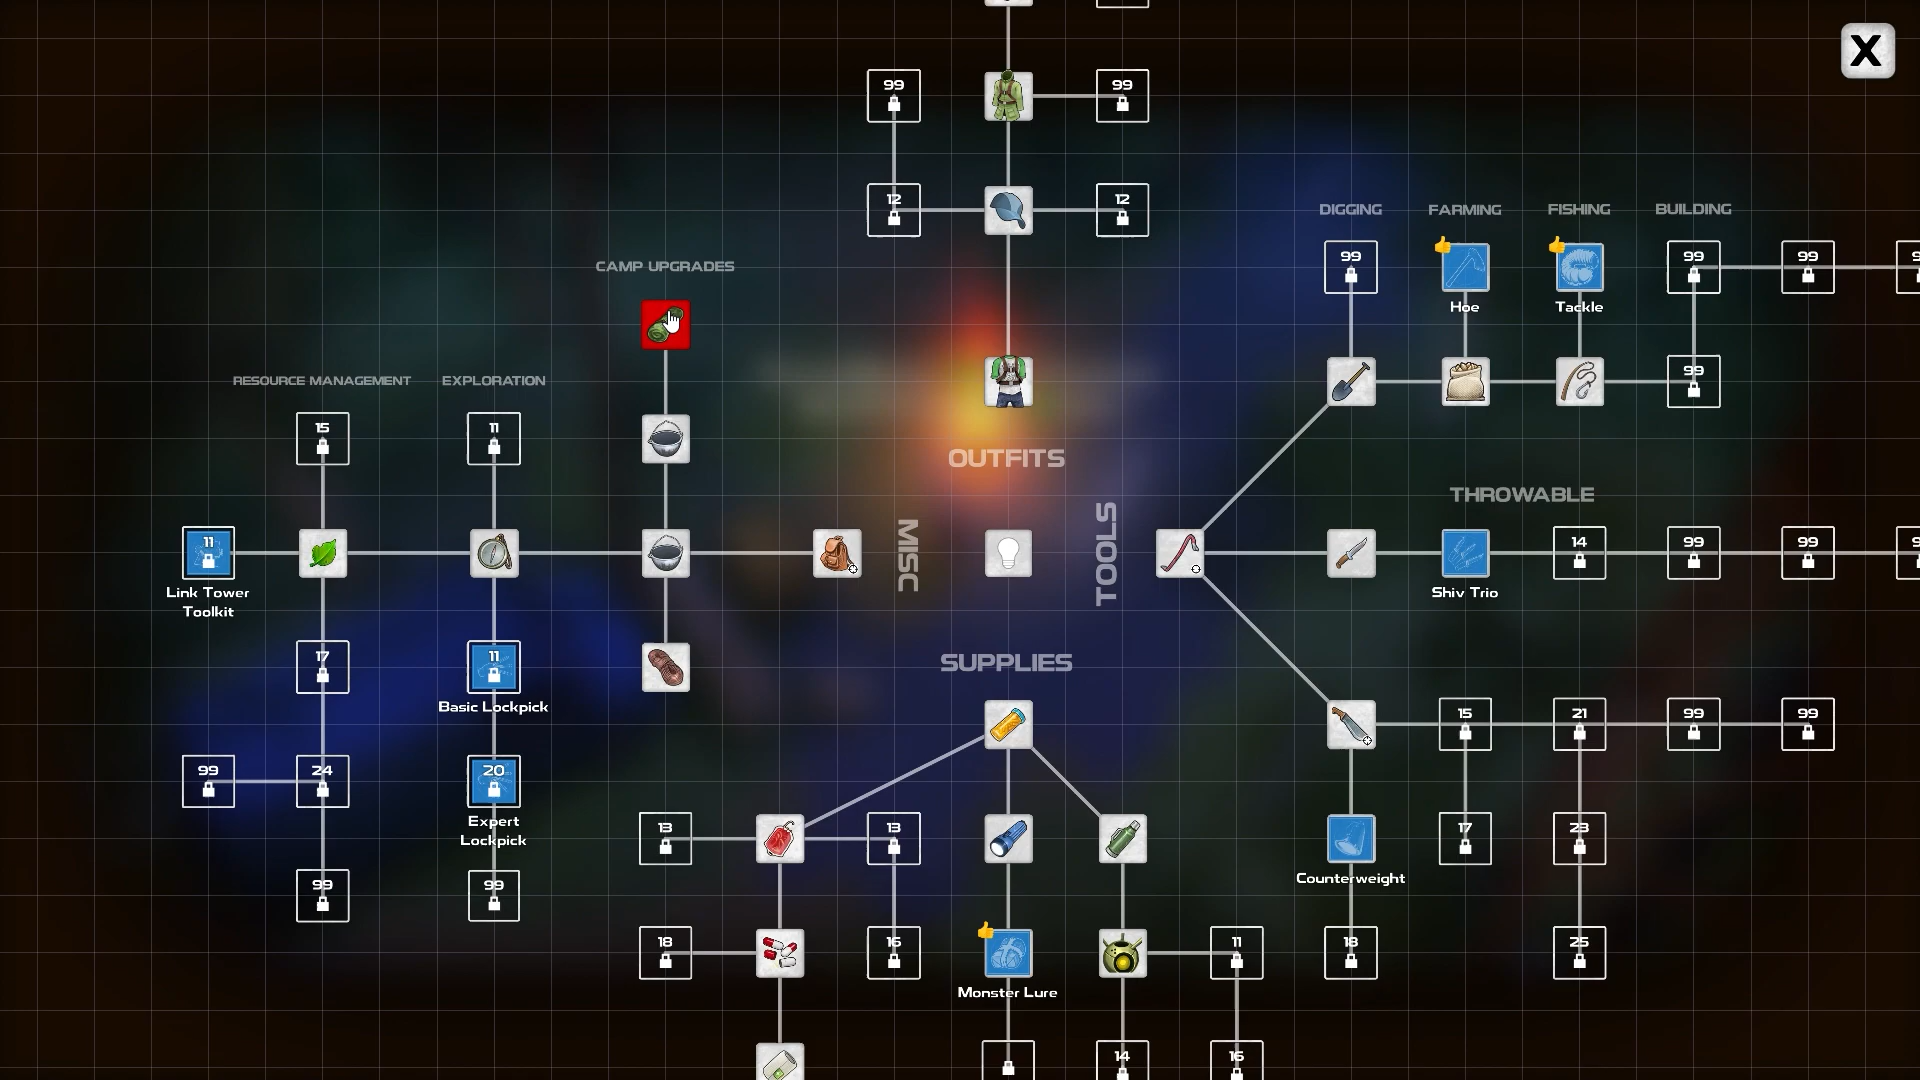 X
99
99
12
12
DIGGING
FARMING
FISHING
BUILDING
CAMP UPGRADES
99
99
99
Hoe
Tackle
RESOURCE MANAGEMENT
EXPLORATION
99
15
11
OUTFITS
THROWABLE
MISC
TOOLS
11
14
99
99
Link Tower
Toolkit
Shiv Trio
17
11
SUPPLIES
Basic Lockpick
15
21
99
99
99
24
20
Expert
Lockpick
13
13
17
23
Counterweight
99
99
18
16
11
18
25
Monster Lure
14
16